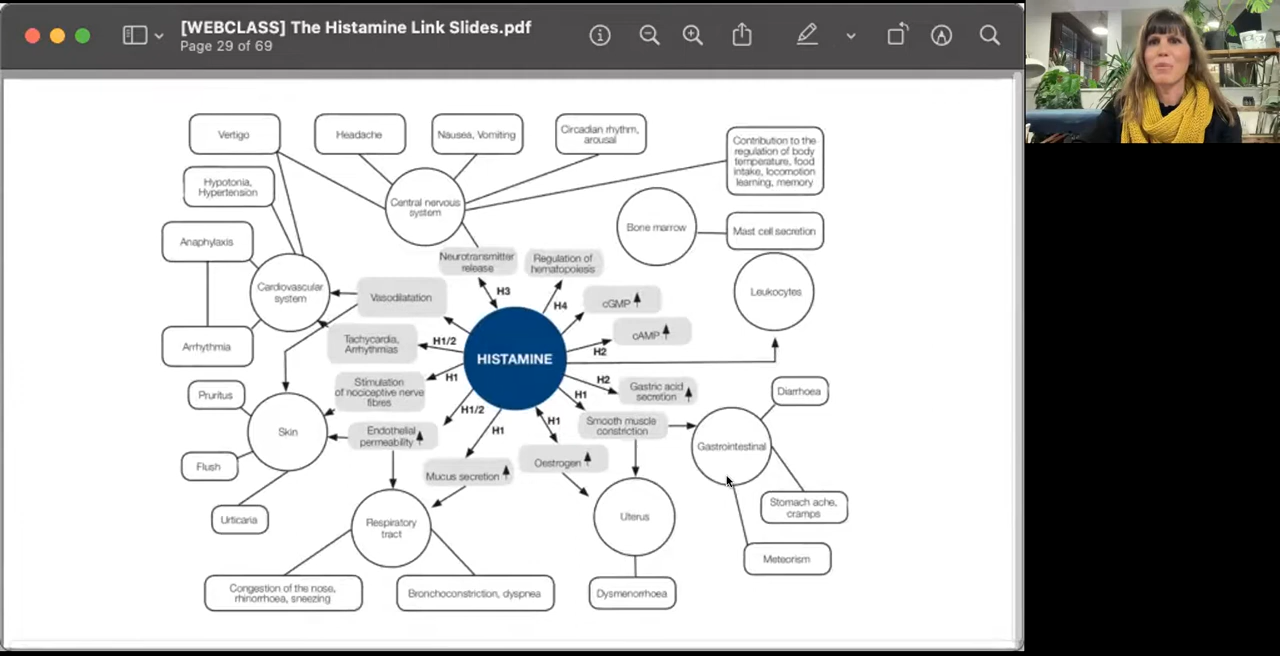 [WEBCLASS] The Histamine Link Slides.pdf
Page 29 of 69
Vertigo
Headache
Nausea, Vomiting
Circadian rhythm,
arousal
Contribution to the
regulation of body
temperature, food
intake, locomotion
learning, memory
Hypotonia,
Hypertension
Central nervous
system
Bone marrow
Mast cell secretion
Anaphylaxis
Neurotransmitter
release
Regulation of
hematopoiesis
Cardiovascular
system
Vasodilatation
H3
H4
cGMP
Leukocytes
Arrhythmia
Tachycardia,
Arrhythmias
H1/2
HISTAMINE
cAMP
H2
Stimulation
of nociceptive nerve
fibres
H1
H2
Gastric acid
secretion
Diarrhoea
Pruritus
H1/2
H1
H1
H1
Smooth muscle
constriction
Skin
Endothelial
permeability
Gastrointestinal
Flush
Mucus secretion
Oestrogen
Stomach ache,
cramps
Urticaria
Respiratory
tract
Uterus
Meteorism
Congestion of the nose,
rhinorrhoea, sneezing
Bronchoconstriction, dyspnea
Dysmenorrhoea